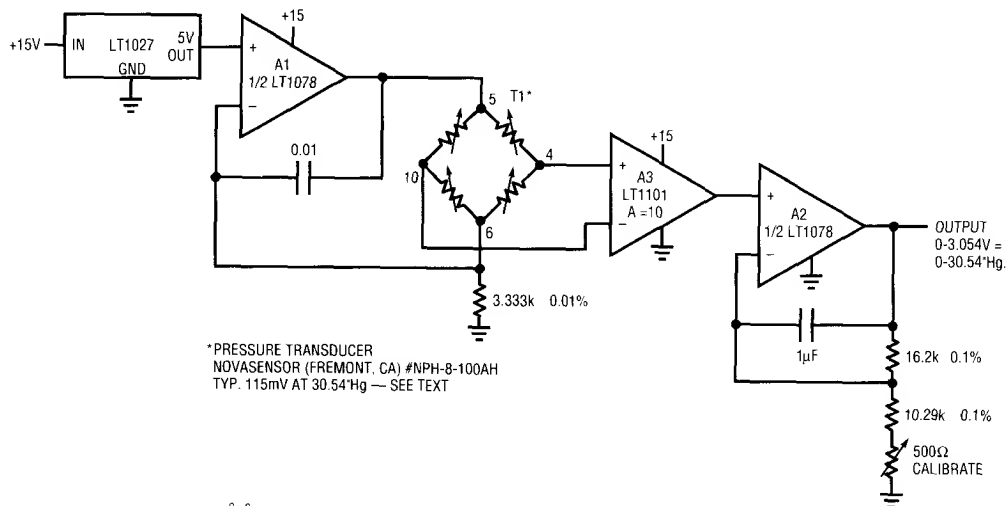 +15V
IN
LT1027
5V
OUT
GND
+15
+
A1
1/2 LT1078
−
0.01
5
T1*
10
4
6
3.333k 0.01%
+15
+
A3
LT1101
A =10
−
+
A2
1/2 LT1078
−
OUTPUT
0-3.054V =
0-30.54"Hg.
1µF
16.2k 0.1%
10.29k 0.1%
500Ω
CALIBRATE
*PRESSURE TRANSDUCER
NOVASENSOR (FREMONT, CA) #NPH-8-100AH
TYP. 115mV AT 30.54"Hg — SEE TEXT